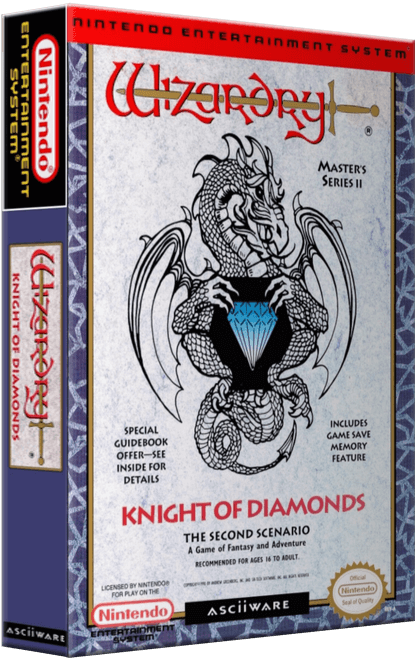 NINTENDO ENTERTAINMENT SYSTEM
Wizardry
®
MASTER'S
SERIES II
SPECIAL
GUIDEBOOK
OFFER—SEE
INSIDE FOR
DETAILS
INCLUDES
GAME SAVE
MEMORY
FEATURE
KNIGHT OF DIAMONDS
THE SECOND SCENARIO
A Game of Fantasy and Adventure
RECOMMENDED FOR AGES 16 TO ADULT.
LICENSED BY NINTENDO®
FOR PLAY ON THE
Nintendo
ENTERTAINMENT
SYSTEM
ASCIIWARE
Official
Nintendo
Seal of Quality
Nintendo®
ENTERTAINMENT
SYSTEM®
Wizardry
KNIGHT OF DIAMONDS
ASCIIWARE